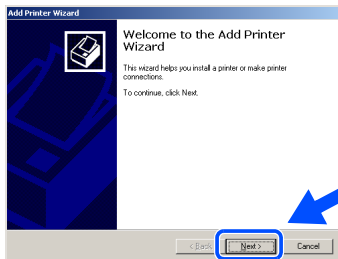 Add Printer Wizard
Welcome to the Add Printer
Wizard
This wizard helps you install a printer or make printer
connections.
To continue, click Next.
< Back
Next >
Cancel